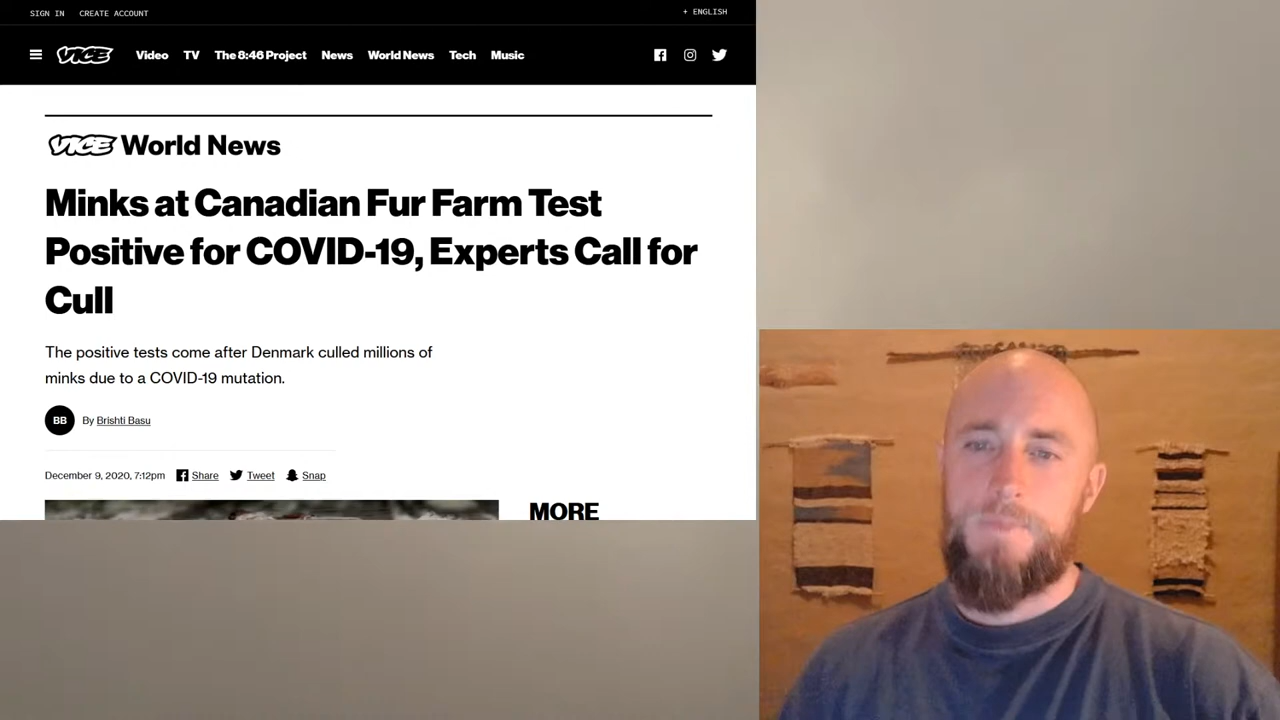 SIGN IN CREATE ACCOUNT + ENGLISH
VICE Video TV The 8:46 Project News World News Tech Music
VICE World News
Minks at Canadian Fur Farm Test
Positive for COVID-19, Experts Call for
Cull
The positive tests come after Denmark culled millions of
minks due to a COVID-19 mutation.
BB By Brishti Basu
December 9, 2020, 7:12pm Share Tweet Snap
MORE